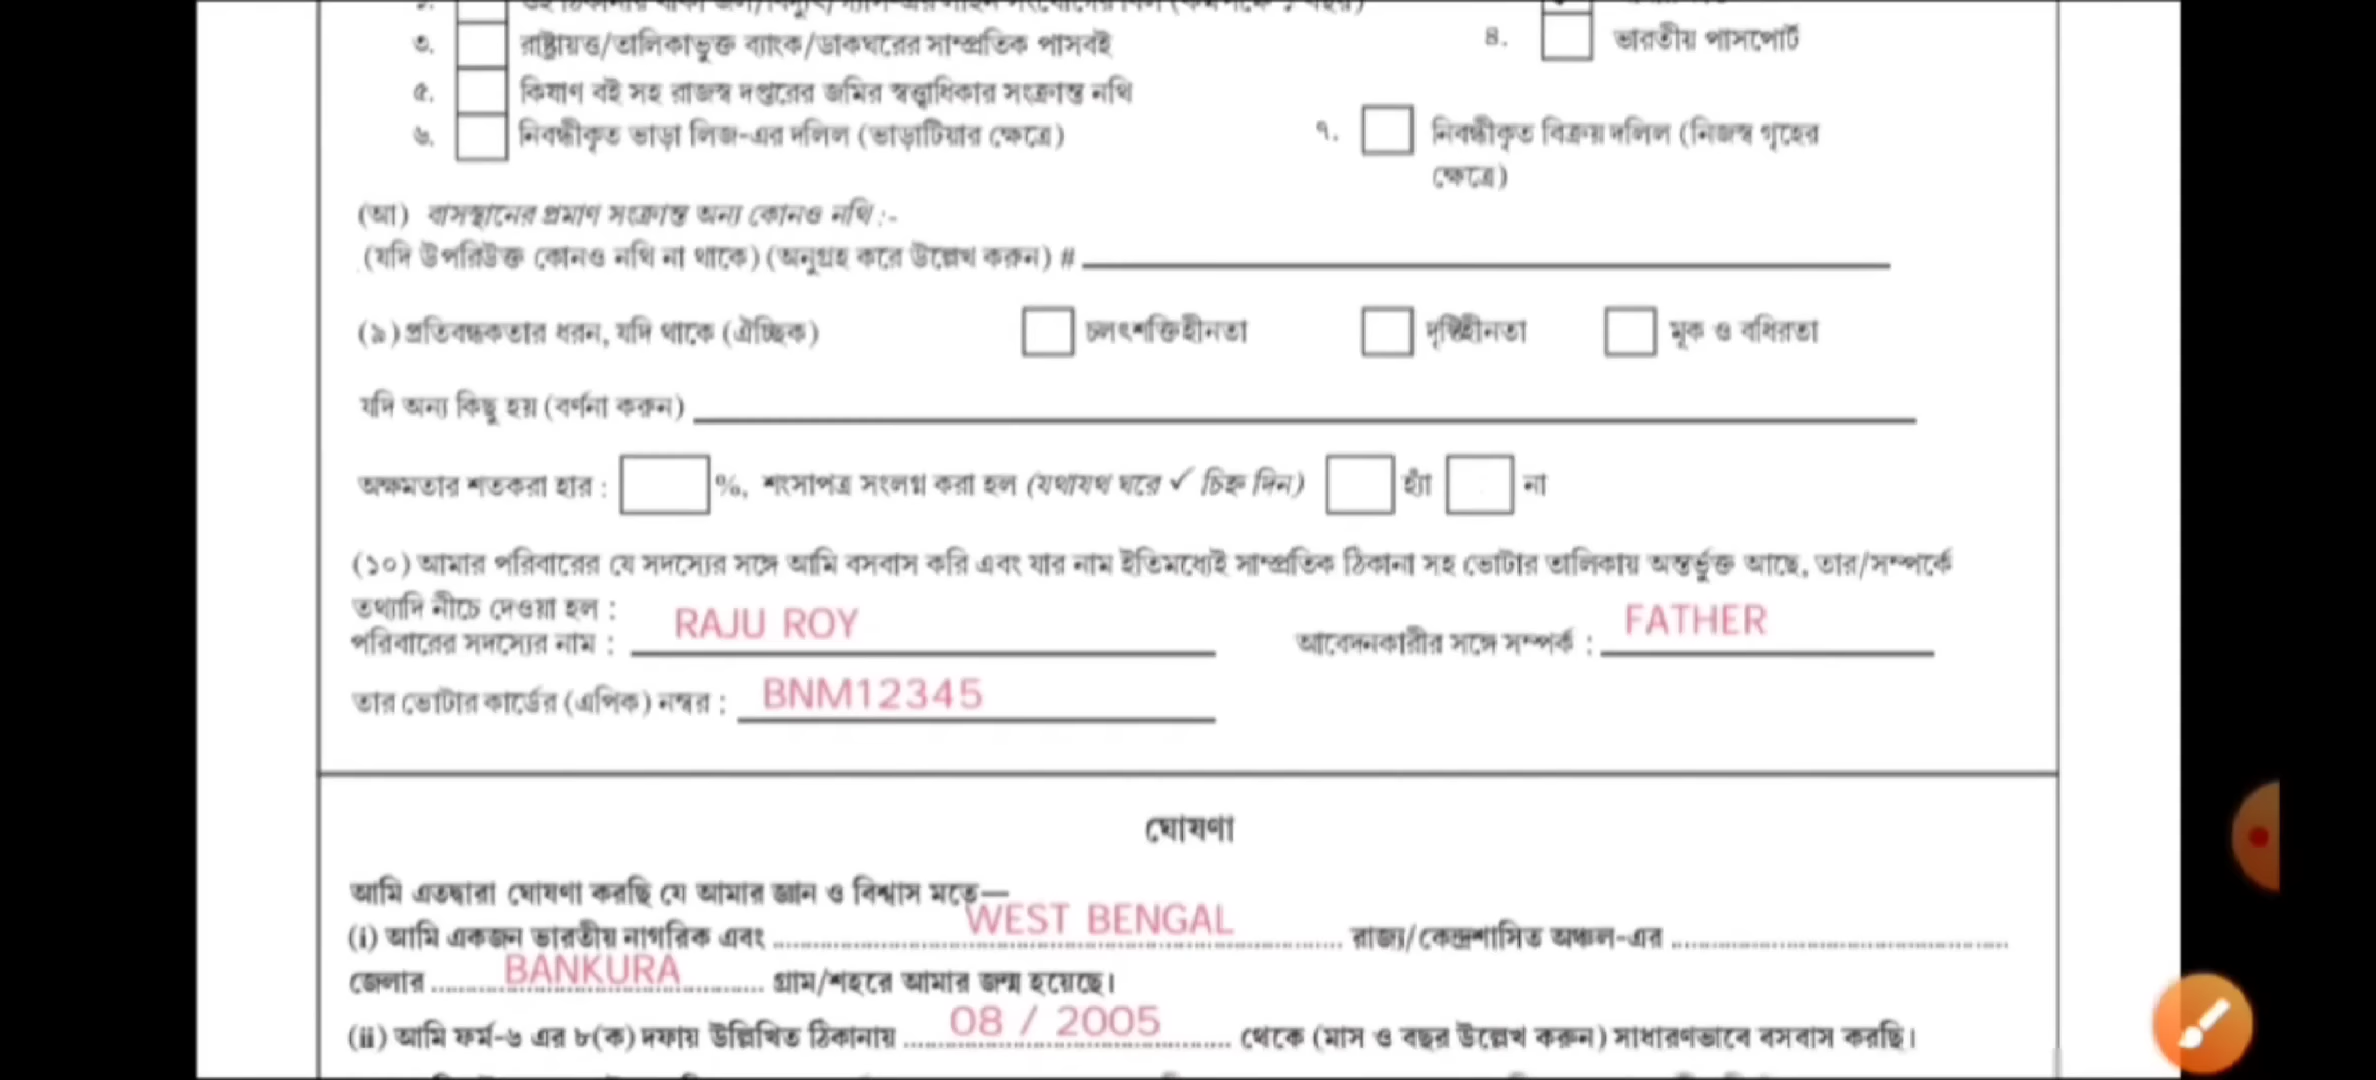 ৩. রাষ্ট্রায়ত্ত/তালিকাভুক্ত ব্যাংক/ডাকঘরের সাম্প্রতিক পাসবই ৪. ভারতীয় পাসপোর্ট
৫. কিষাণ বই সহ রাজস্ব দপ্তরের জমির স্বত্ত্বাধিকার সংক্রান্ত নথি
৬. নিবন্ধীকৃত ভাড়া লিজ-এর দলিল (ভাড়াটিয়ার ক্ষেত্রে) ৭. নিবন্ধীকৃত বিক্রয় দলিল (নিজস্ব গৃহের
ক্ষেত্রে)
(আ) বাসস্থানের প্রমাণ সংক্রান্ত অন্য কোনও নথি :-
(যদি উপরিউক্ত কোনও নথি না থাকে) (অনুগ্রহ করে উল্লেখ করুন) #
(৯) প্রতিবন্ধকতার ধরন, যদি থাকে (ঐচ্ছিক) চলৎশক্তিহীনতা দৃষ্টিহীনতা মূক ও বধিরতা
যদি অন্য কিছু হয় (বর্ণনা করুন)
অক্ষমতার শতকরা হার : %, শংসাপত্র সংলগ্ন করা হল (যথাযথ ঘরে ✓ চিহ্ন দিন) হ্যাঁ না
(১০) আমার পরিবারের যে সদস্যের সঙ্গে আমি বসবাস করি এবং যার নাম ইতিমধ্যেই সাম্প্রতিক ঠিকানা সহ ভোটার তালিকায় অন্তর্ভুক্ত আছে, তার/সম্পর্কে
তথ্যাদি নীচে দেওয়া হল :
পরিবারের সদস্যের নাম : RAJU ROY আবেদনকারীর সঙ্গে সম্পর্ক : FATHER
তার ভোটার কার্ডের (এপিক) নম্বর : BNM12345
ঘোষণা
আমি এতদ্বারা ঘোষণা করছি যে আমার জ্ঞান ও বিশ্বাস মতে—
(i) আমি একজন ভারতীয় নাগরিক এবং WEST BENGAL রাজ্য/কেন্দ্রশাসিত অঞ্চল-এর
জেলার BANKURA গ্রাম/শহরে আমার জন্ম হয়েছে।
(ii) আমি ফর্ম-৬ এর ৮(ক) দফায় উল্লিখিত ঠিকানায় 08 / 2005 থেকে (মাস ও বছর উল্লেখ করুন) সাধারণভাবে বসবাস করছি।